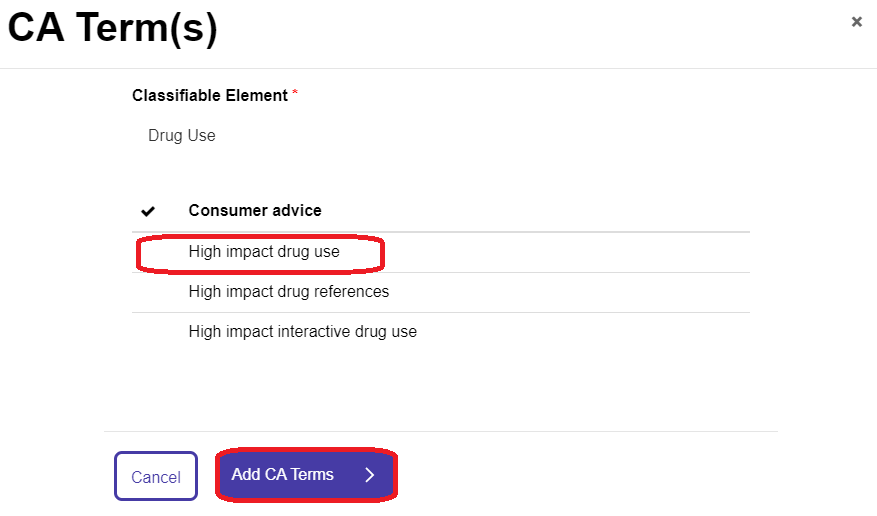 CA Term(s)
Classifiable Element *
Drug Use
Consumer advice
High impact drug use
High impact drug references
High impact interactive drug use
Cancel
Add CA Terms